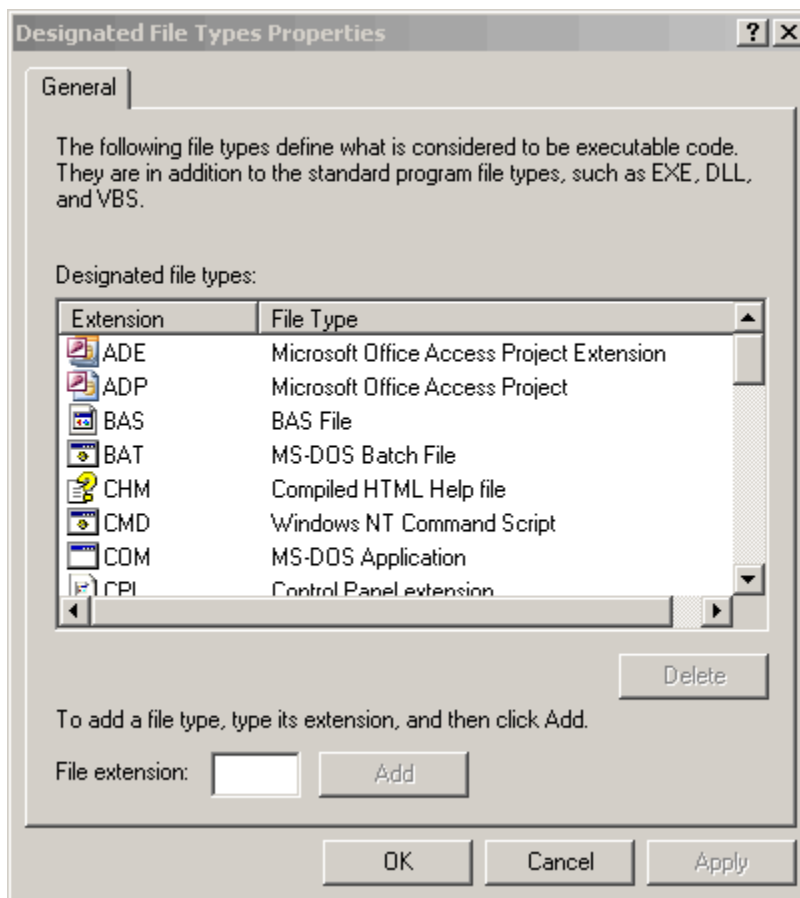 Designated File Types Properties
General
The following file types define what is considered to be executable code.
They are in addition to the standard program file types, such as EXE, DLL,
and VBS.
Designated file types:
Extension File Type
ADE Microsoft Office Access Project Extension
ADP Microsoft Office Access Project
BAS BAS File
BAT MS-DOS Batch File
CHM Compiled HTML Help file
CMD Windows NT Command Script
COM MS-DOS Application
CPL Control Panel extension
Delete
To add a file type, type its extension, and then click Add.
File extension: Add
OK Cancel Apply